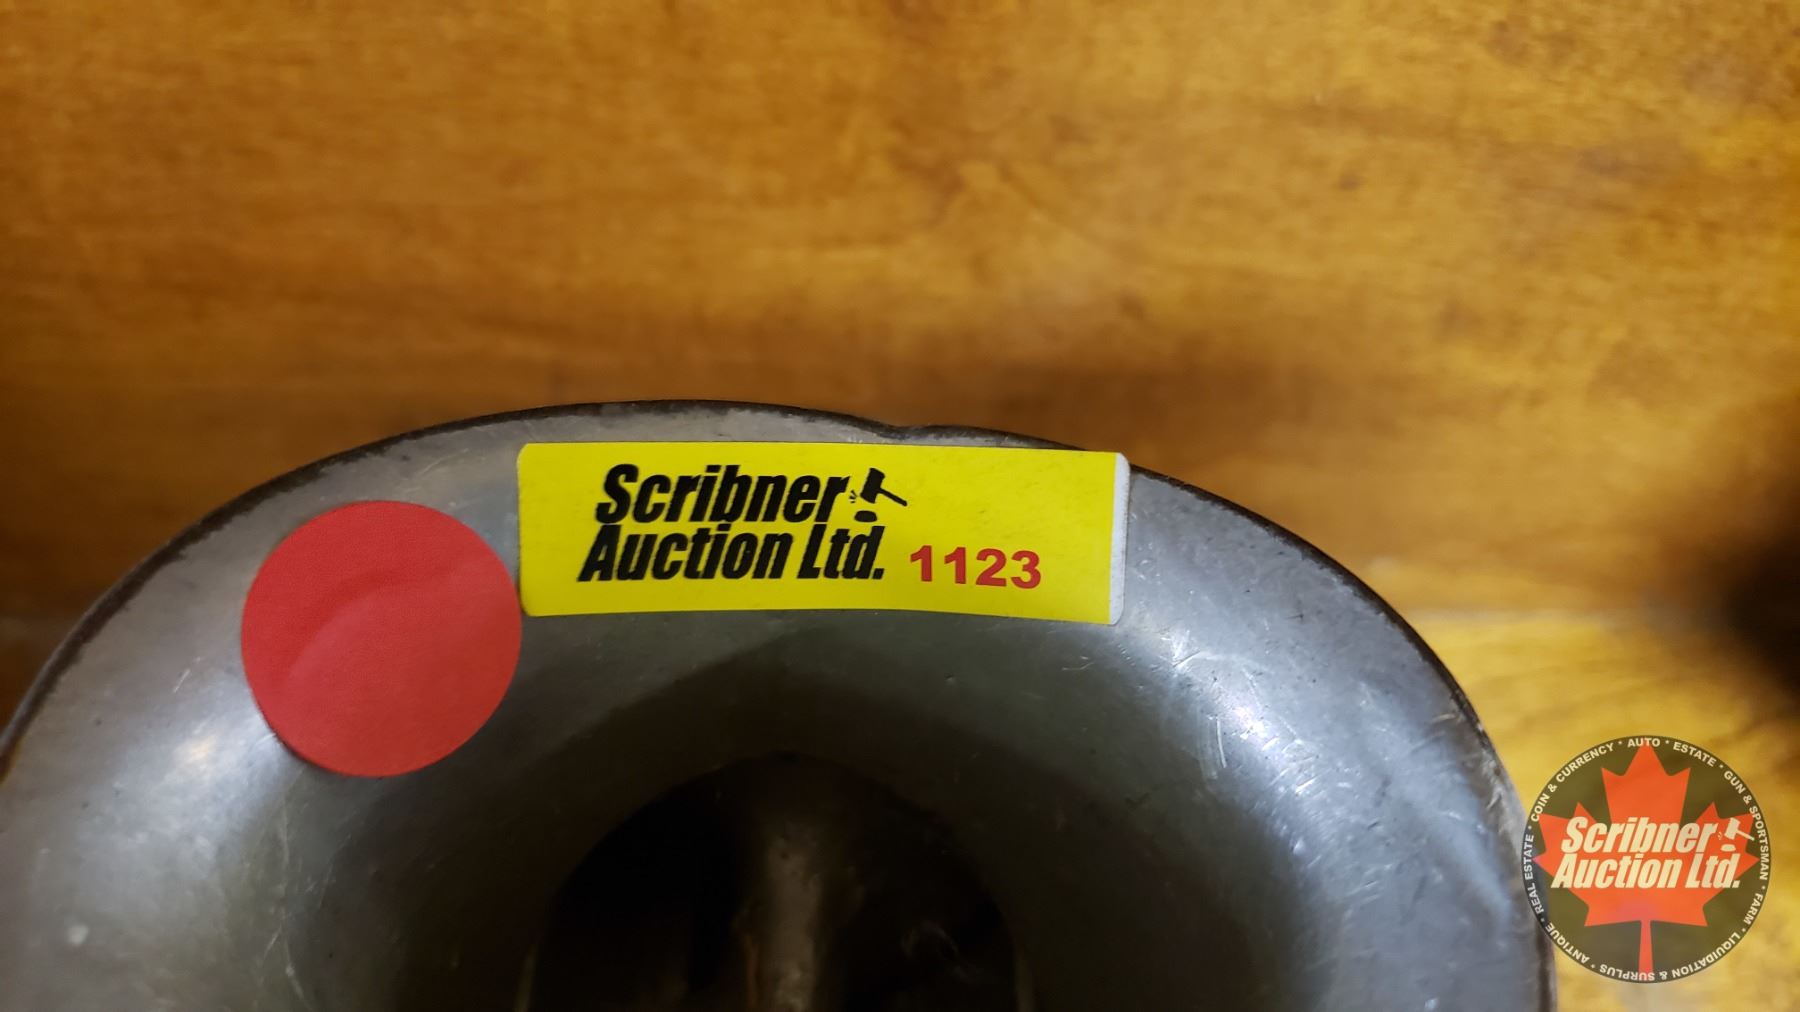 Scribner
Auction Ltd. 1123
COIN & CURRENCY * AUTO * ESTATE * GUN & SPORTSMAN * FARM * LIQUIDATION & SURPLUS * ANTIQUE * REAL ESTATE *
Scribner
Auction Ltd.